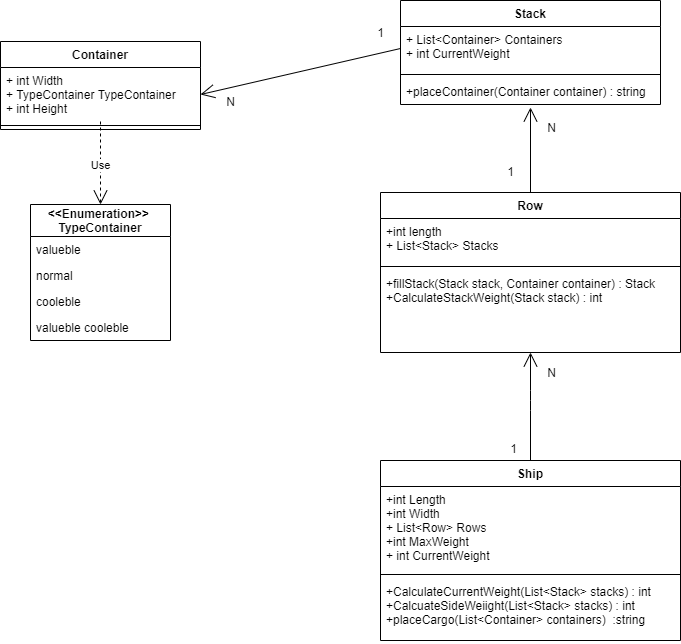 Stack
+ List<Container> Containers
+ int CurrentWeight
+placeContainer(Container container) : string
1
N
Container
+ int Width
+ TypeContainer TypeContainer
+ int Height
Use
<<Enumeration>>
TypeContainer
valueble
normal
cooleble
valueble cooleble
N
1
Row
+int length
+ List<Stack> Stacks
+fillStack(Stack stack, Container container) : Stack
+CalculateStackWeight(Stack stack) : int
N
1
Ship
+int Length
+int Width
+ List<Row> Rows
+int MaxWeight
+ int CurrentWeight
+CalculateCurrentWeight(List<Stack> stacks) : int
+CalcuateSideWeiight(List<Stack> stacks) : int
+placeCargo(List<Container> containers)  :string